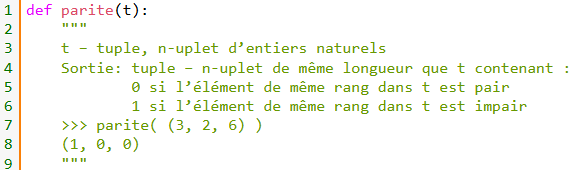 1 def parite(t):
2 """
3 t – tuple, n-uplet d’entiers naturels
4 Sortie: tuple – n-uplet de même longueur que t contenant :
5 0 si l’élément de même rang dans t est pair
6 1 si l’élément de même rang dans t est impair
7 >>> parite( (3, 2, 6) )
8 (1, 0, 0)
9 """